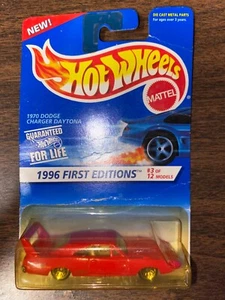 NEW!
DIE CAST METAL PARTS
For ages over 3 years
HOT WHEELS
MATTEL
1970 DODGE
CHARGER DAYTONA
GUARANTEED
FOR LIFE
1996 FIRST EDITIONS
#3 OF
12 MODELS